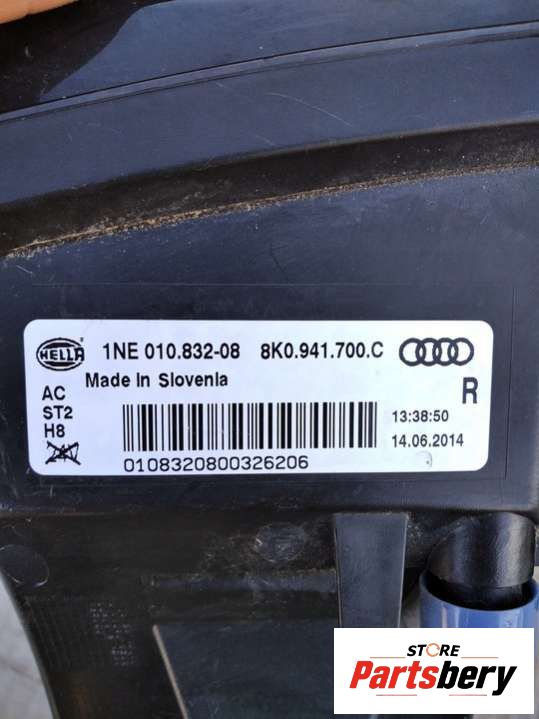 HELLA 1NE 010.832-08 8K0.941.700.C
Made in Slovenia
R
AC
ST2
H8
13:38:50
14.06.2014
0108320800326206
STORE
Partsbery